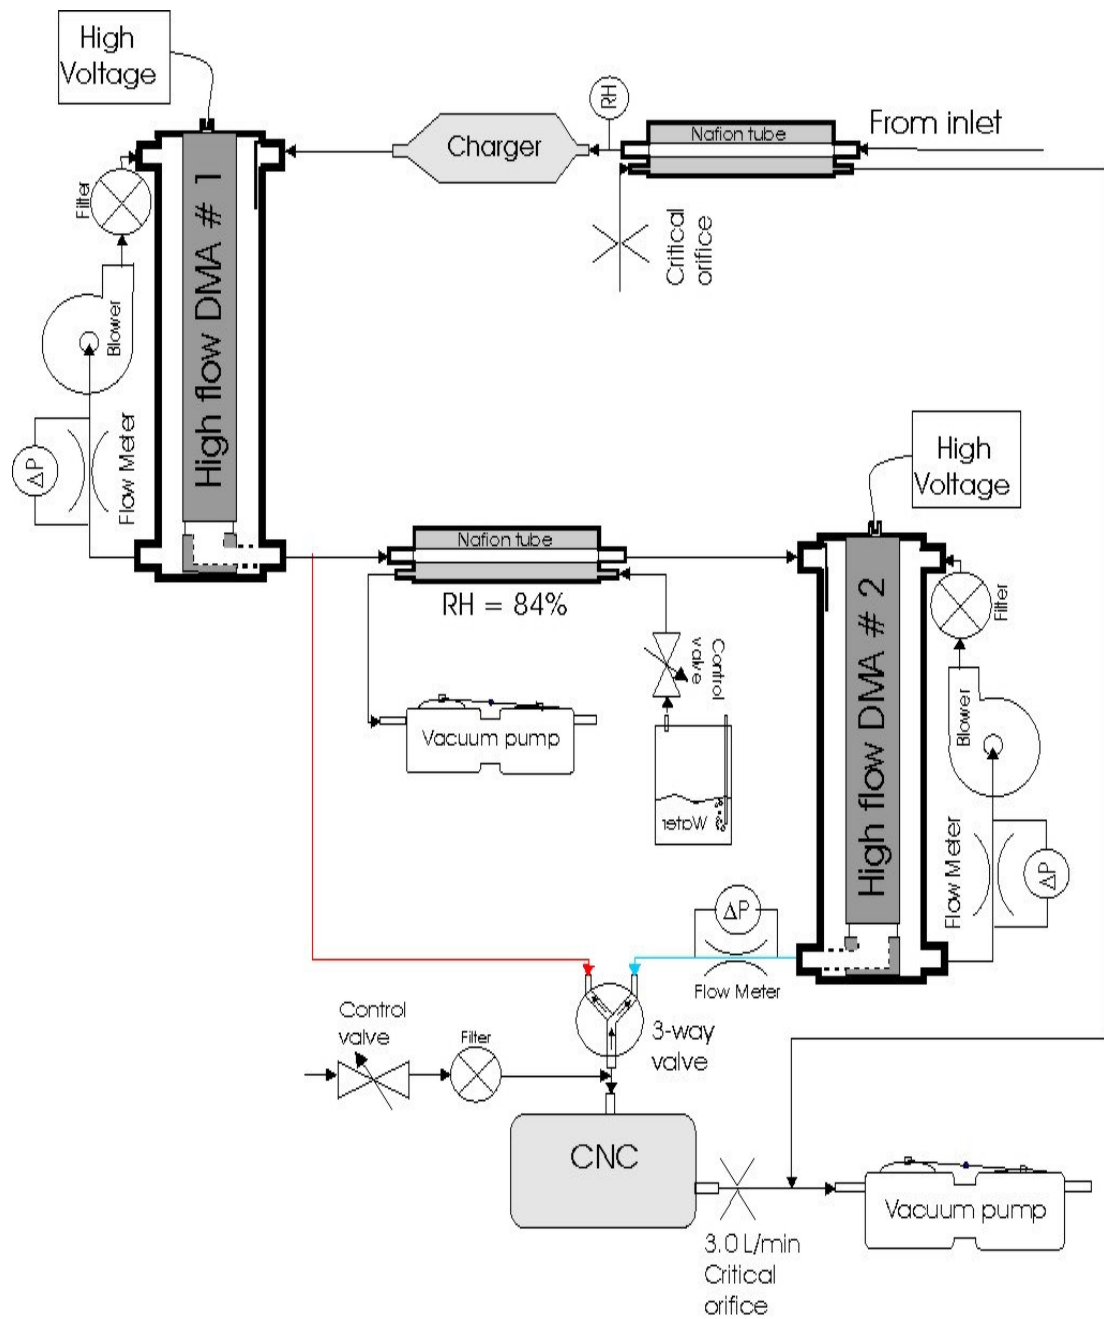 High
Voltage
Charger
RH
Nafion tube
From inlet
Critical
orifice
Filter
Blower
High flow DMA # 1
ΔP
Flow Meter
High
Voltage
Nafion tube
RH = 84%
Control
valve
Vacuum pump
Water
High flow DMA # 2
Filter
Blower
Flow Meter
ΔP
ΔP
Flow Meter
3-way
valve
Control
valve
Filter
CNC
3.0 L/min
Critical
orifice
Vacuum pump